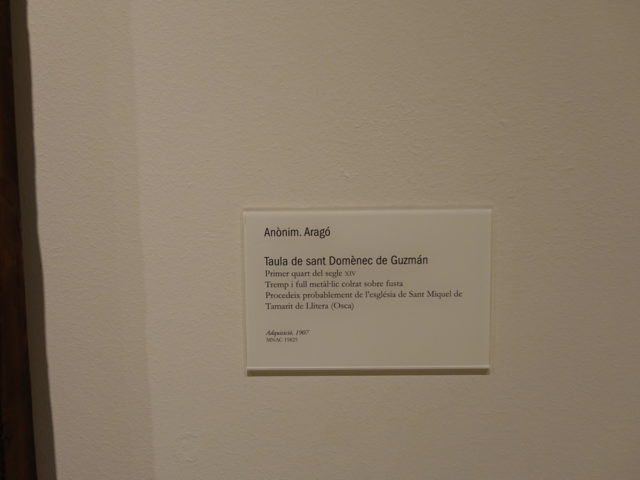 Anònim. Aragó
Taula de sant Domènec de Guzmán
Primer quart del segle XIV
Tremp i full metàl·lic colrat sobre fusta
Procedeix probablement de l'església de Sant Miquel de
Tamarit de Llitera (Osca)
Adquisició, 1907
MNAC 15825